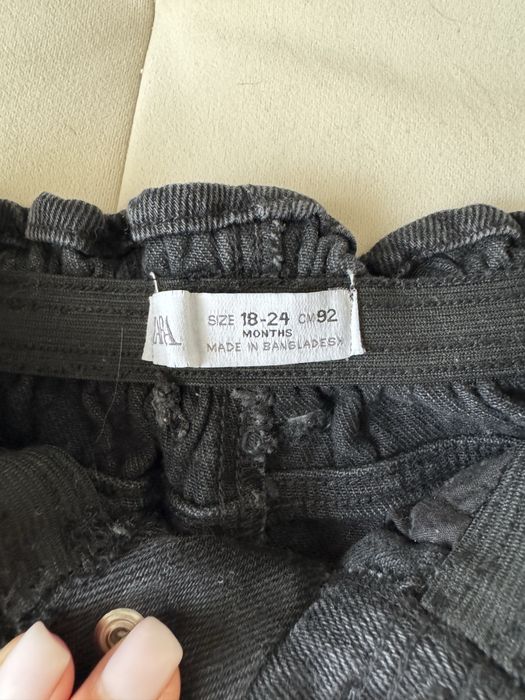 SIZE 18-24 CM 92
MONTHS
MADE IN BANGLADESH